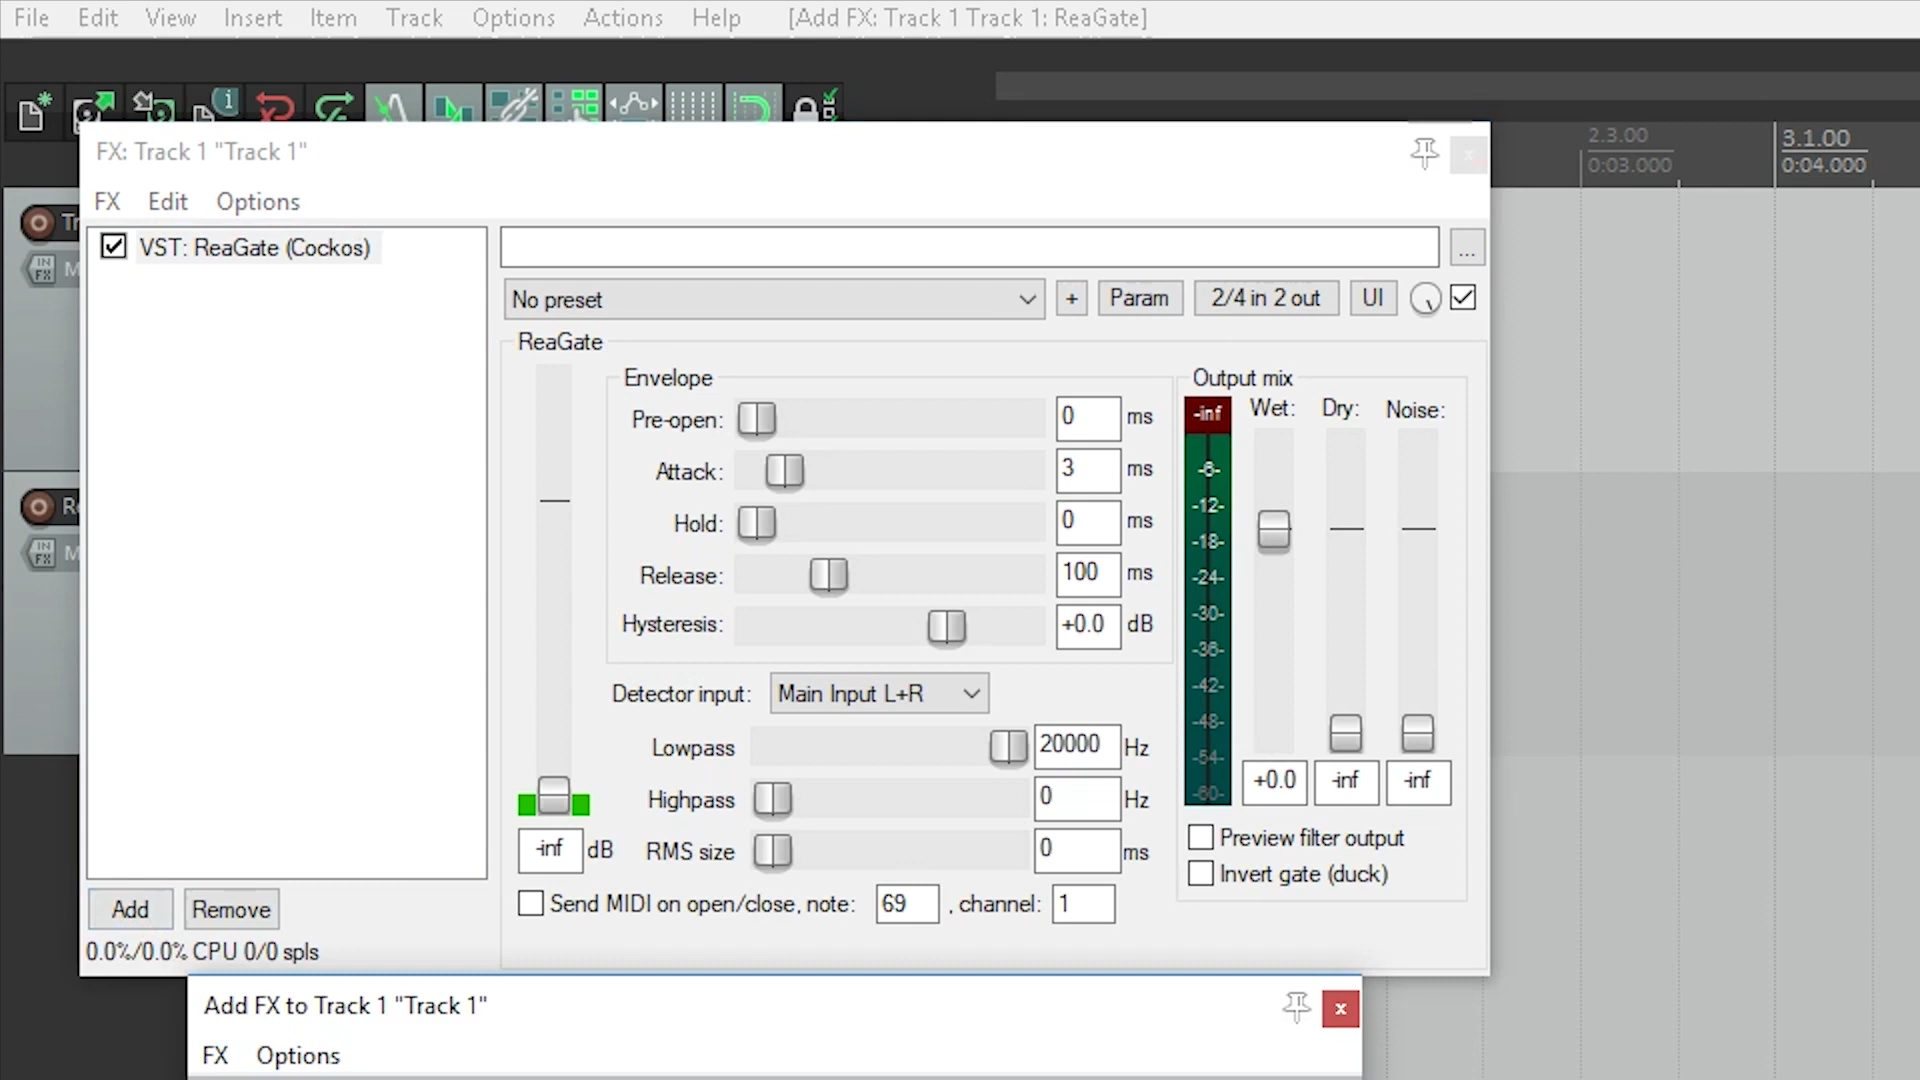 File Edit View Insert Item Track Options Actions Help [Add FX: Track 1 Track 1: ReaGate]
2.3.00 3.1.00
0:03.000 0:04.000
FX: Track 1 "Track 1" x
FX Edit Options
VST: ReaGate (Cockos) ...
No preset + Param 2/4 in 2 out UI
ReaGate
Envelope Output mix
-inf Wet: Dry: Noise:
Pre-open: 0 ms
Attack: 3 ms -6-
-12-
Hold: 0 ms -18-
Release: 100 ms -24-
Hysteresis: +0.0 dB -30-
-36-
Detector input: Main Input L+R -42-
-48-
Lowpass 20000 Hz -54-
Highpass 0 Hz -60-
+0.0 -inf -inf
-inf dB RMS size 0 ms
Preview filter output
Invert gate (duck)
Send MIDI on open/close, note: 69 , channel: 1
Add Remove
0.0%/0.0% CPU 0/0 spls
IN FX M
IN FX M
Add FX to Track 1 "Track 1" x
FX Options